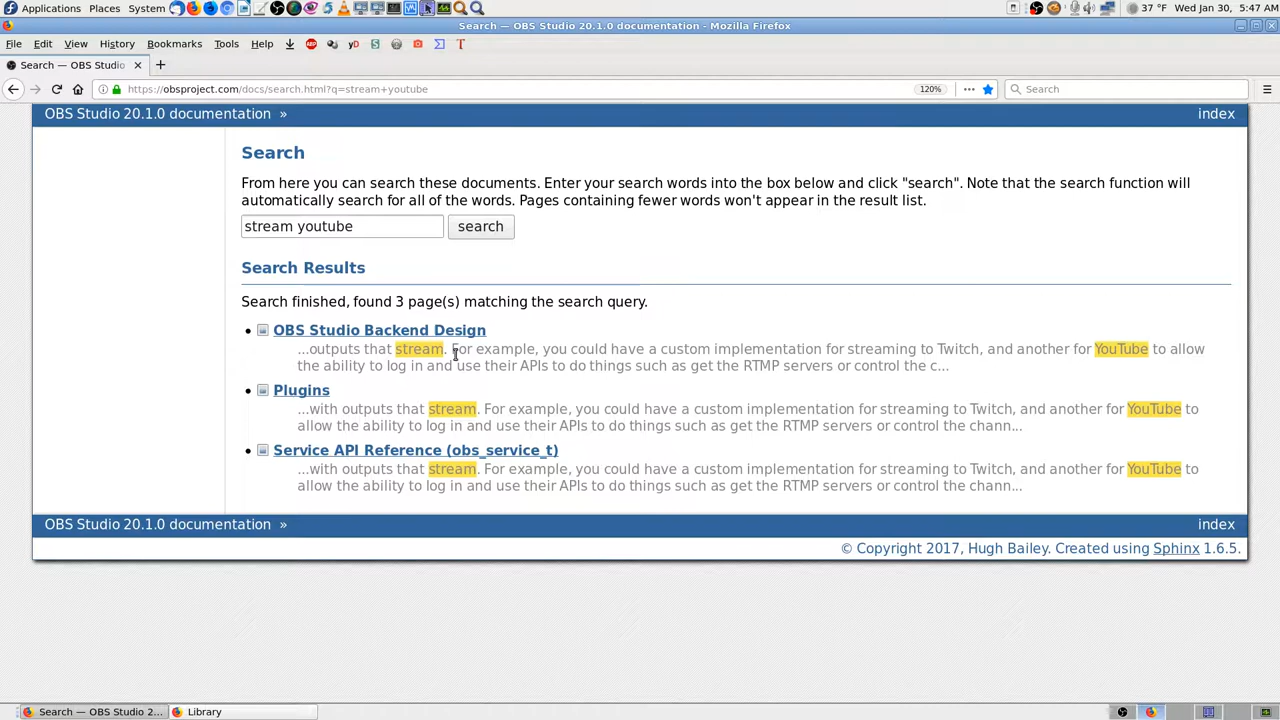 Applications Places System 37 °F Wed Jan 30, 5:47 AM
Search — OBS Studio 20.1.0 documentation - Mozilla Firefox
File Edit View History Bookmarks Tools Help
Search — OBS Studio
https://obsproject.com/docs/search.html?q=stream+youtube 120% Search
OBS Studio 20.1.0 documentation » index
Search
From here you can search these documents. Enter your search words into the box below and click "search". Note that the search function will
automatically search for all of the words. Pages containing fewer words won't appear in the result list.
stream youtube search
Search Results
Search finished, found 3 page(s) matching the search query.
• OBS Studio Backend Design
...outputs that stream. For example, you could have a custom implementation for streaming to Twitch, and another for YouTube to allow
the ability to log in and use their APIs to do things such as get the RTMP servers or control the c...
• Plugins
...with outputs that stream. For example, you could have a custom implementation for streaming to Twitch, and another for YouTube to
allow the ability to log in and use their APIs to do things such as get the RTMP servers or control the chann...
• Service API Reference (obs_service_t)
...with outputs that stream. For example, you could have a custom implementation for streaming to Twitch, and another for YouTube to
allow the ability to log in and use their APIs to do things such as get the RTMP servers or control the chann...
OBS Studio 20.1.0 documentation » index
© Copyright 2017, Hugh Bailey. Created using Sphinx 1.6.5.
Search — OBS Studio 2... Library